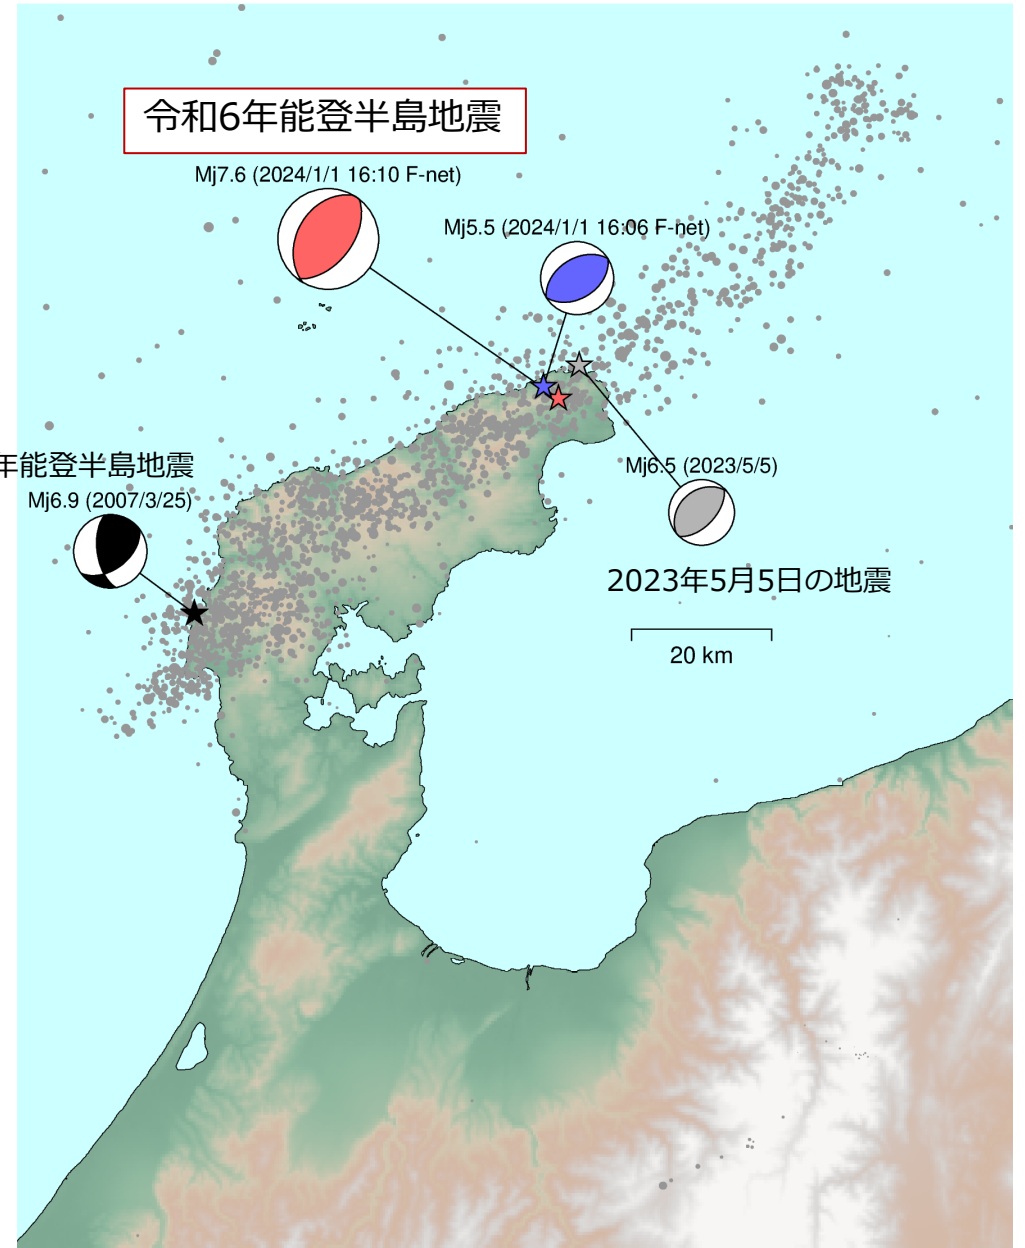 令和6年能登半島地震
Mj7.6 (2024/1/1 16:10 F-net)
Mj5.5 (2024/1/1 16:06 F-net)
年能登半島地震
Mj6.9 (2007/3/25)
Mj6.5 (2023/5/5)
2023年5月5日の地震
20 km